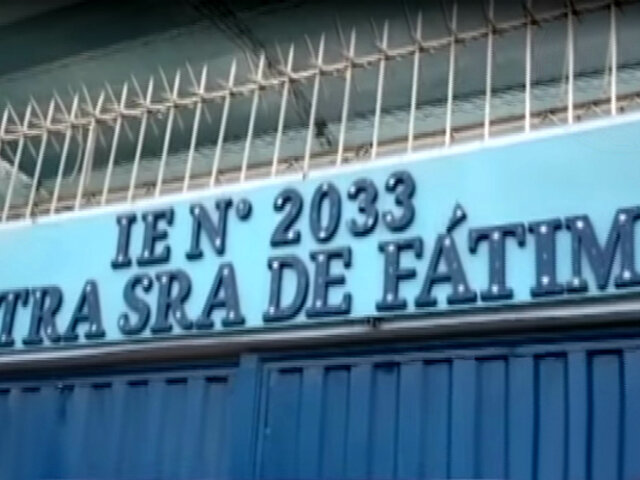 IE N° 2033
TRA SRA DE FÁTIM